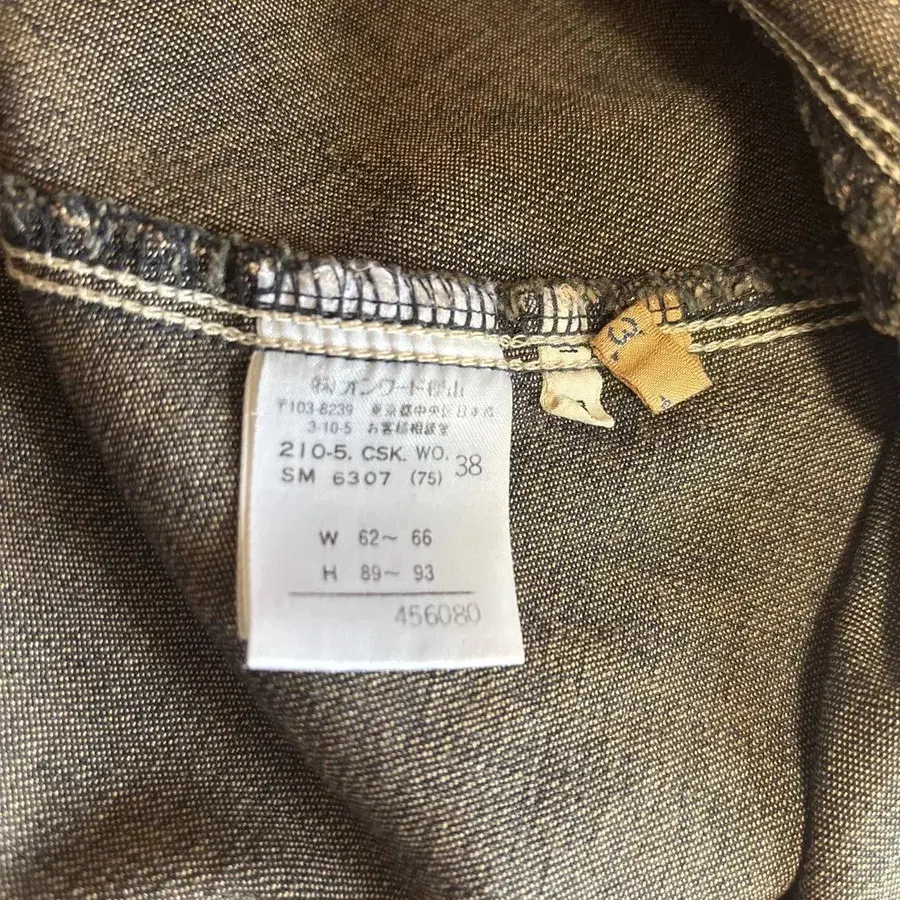 ㈱オンワード樫山
〒103-8239 東京都中央区日本橋
3-10-5 お客様相談室
210-5. CSK. WO. 38
SM 6307 (75)
W 62~ 66
H 89~ 93
456080